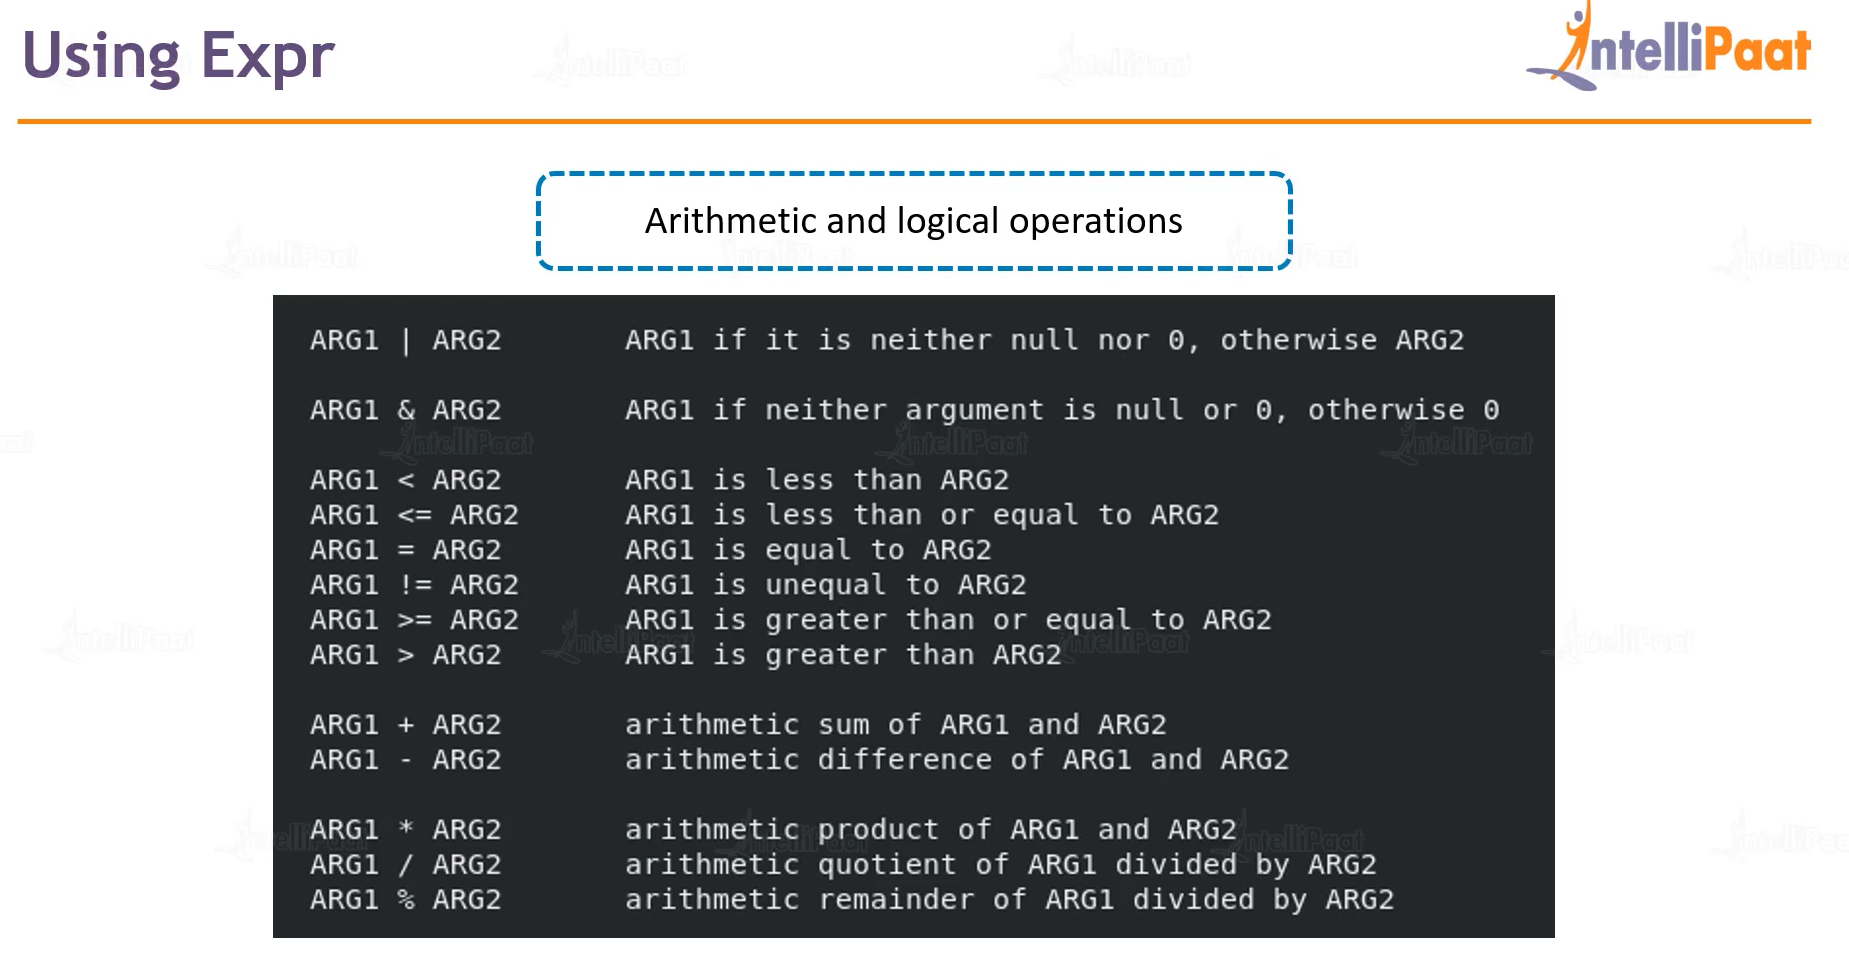 Using Expr
IntelliPaat
Arithmetic and logical operations
ARG1 | ARG2 ARG1 if it is neither null nor 0, otherwise ARG2
ARG1 & ARG2 ARG1 if neither argument is null or 0, otherwise 0
ARG1 < ARG2 ARG1 is less than ARG2
ARG1 <= ARG2 ARG1 is less than or equal to ARG2
ARG1 = ARG2 ARG1 is equal to ARG2
ARG1 != ARG2 ARG1 is unequal to ARG2
ARG1 >= ARG2 ARG1 is greater than or equal to ARG2
ARG1 > ARG2 ARG1 is greater than ARG2
ARG1 + ARG2 arithmetic sum of ARG1 and ARG2
ARG1 - ARG2 arithmetic difference of ARG1 and ARG2
ARG1 * ARG2 arithmetic product of ARG1 and ARG2
ARG1 / ARG2 arithmetic quotient of ARG1 divided by ARG2
ARG1 % ARG2 arithmetic remainder of ARG1 divided by ARG2